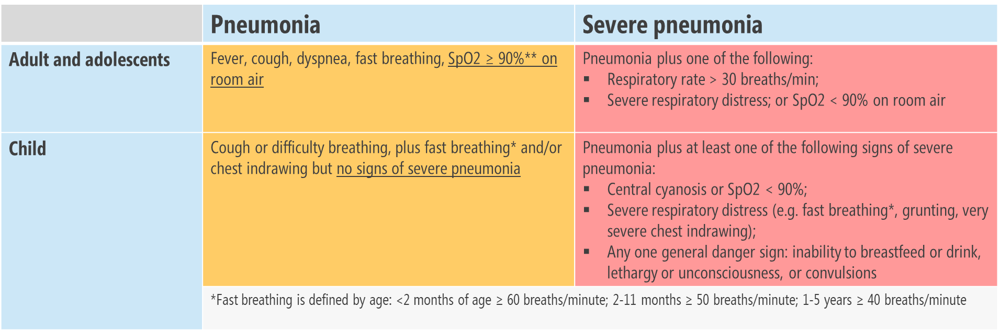 Pneumonia
Severe pneumonia
Adult and adolescents
Fever, cough, dyspnea, fast breathing, SpO2 ≥ 90%** on
room air
Pneumonia plus one of the following:
▪ Respiratory rate > 30 breaths/min;
▪ Severe respiratory distress; or SpO2 < 90% on room air
Child
Cough or difficulty breathing, plus fast breathing* and/or
chest indrawing but no signs of severe pneumonia
Pneumonia plus at least one of the following signs of severe
pneumonia:
▪ Central cyanosis or SpO2 < 90%;
▪ Severe respiratory distress (e.g. fast breathing*, grunting, very
severe chest indrawing);
▪ Any one general danger sign: inability to breastfeed or drink,
lethargy or unconsciousness, or convulsions
*Fast breathing is defined by age: <2 months of age ≥ 60 breaths/minute; 2-11 months ≥ 50 breaths/minute; 1-5 years ≥ 40 breaths/minute